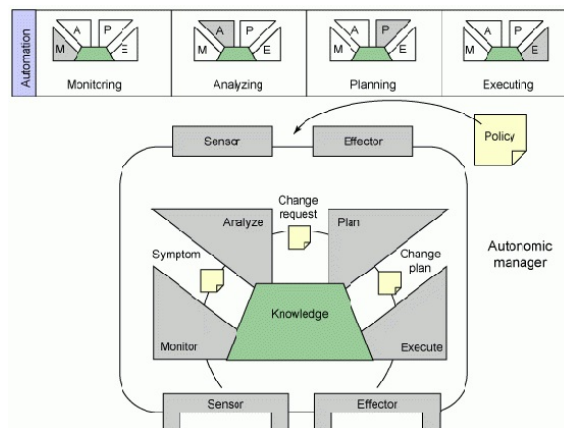 Automation
A
P
M
E
Monitoring
A
P
M
E
Analyzing
A
P
M
E
Planning
A
P
M
E
Executing
Sensor
Effector
Policy
Change
request
Analyze
Plan
Symptom
Change
plan
Autonomic
manager
Knowledge
Monitor
Execute
Sensor
Effector